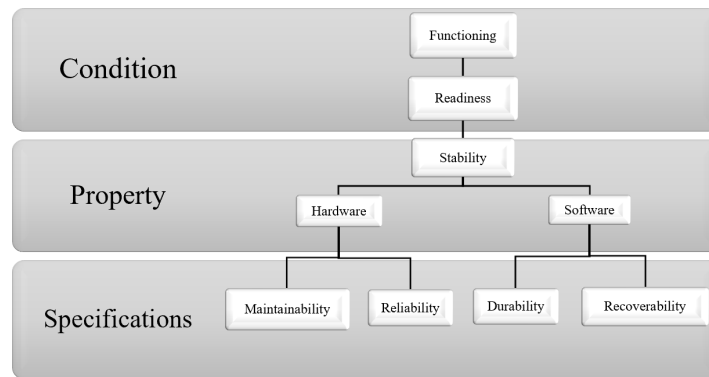 Condition
Functioning
Readiness
Property
Stability
Hardware
Software
Specifications
Maintainability
Reliability
Durability
Recoverability